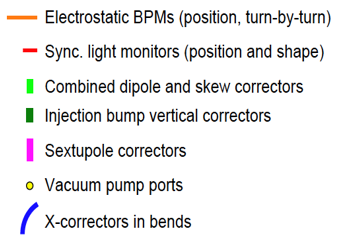 Electrostatic BPMs (position, turn-by-turn)
Sync. light monitors (position and shape)
Combined dipole and skew correctors
Injection bump vertical correctors
Sextupole correctors
Vacuum pump ports
X-correctors in bends